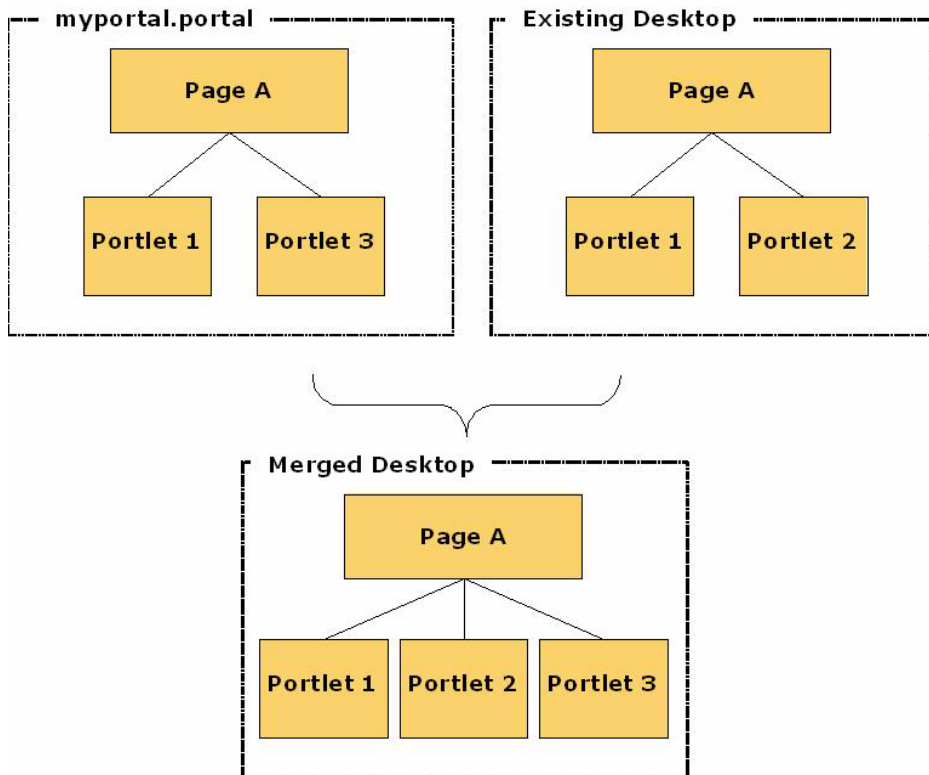 myportal.portal
Existing Desktop
Page A
Page A
Portlet 1
Portlet 3
Portlet 1
Portlet 2
Merged Desktop
Page A
Portlet 1
Portlet 2
Portlet 3